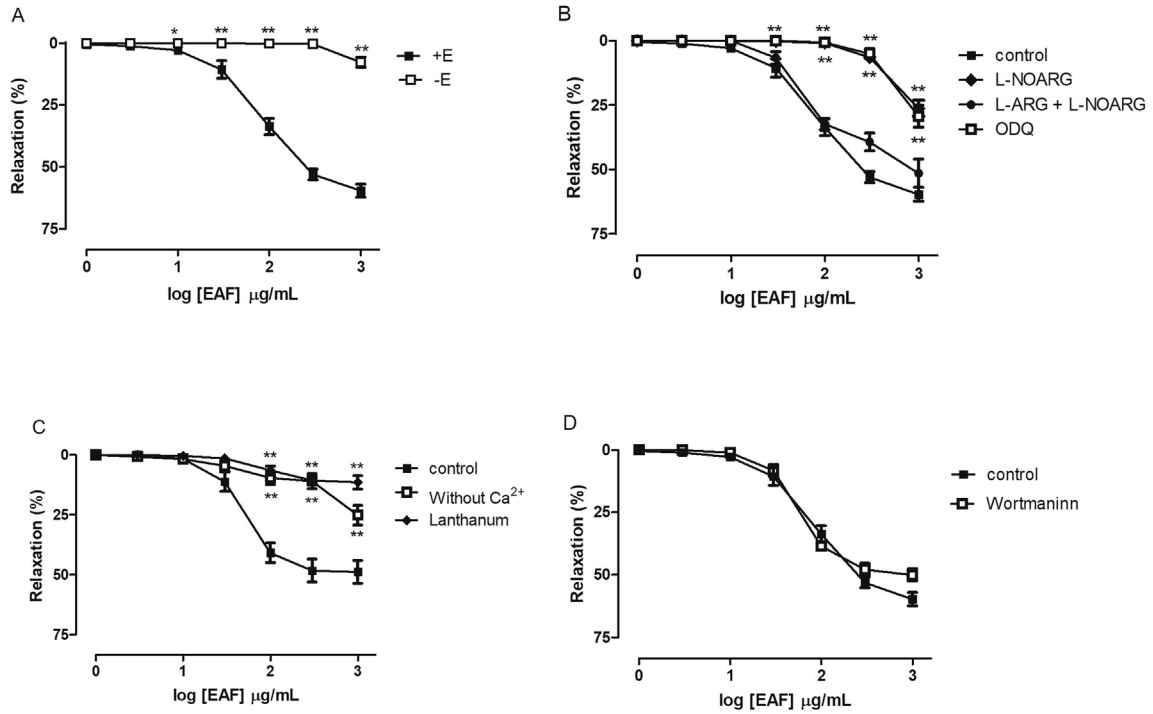 A
* ** ** ** **
0
25
50
75
Relaxation (%)
0 1 2 3
log [EAF] μg/mL
+E
-E
B
** ** ** **
** ** **
0
25
50
75
Relaxation (%)
0 1 2 3
log [EAF] μg/mL
control
L-NOARG
L-ARG + L-NOARG
ODQ
C
** ** **
** ** **
0
25
50
75
Relaxation (%)
0 1 2 3
log [EAF] μg/mL
control
Without Ca²⁺
Lanthanum
D
0
25
50
75
Relaxation (%)
0 1 2 3
log [EAF] μg/mL
control
Wortmaninn